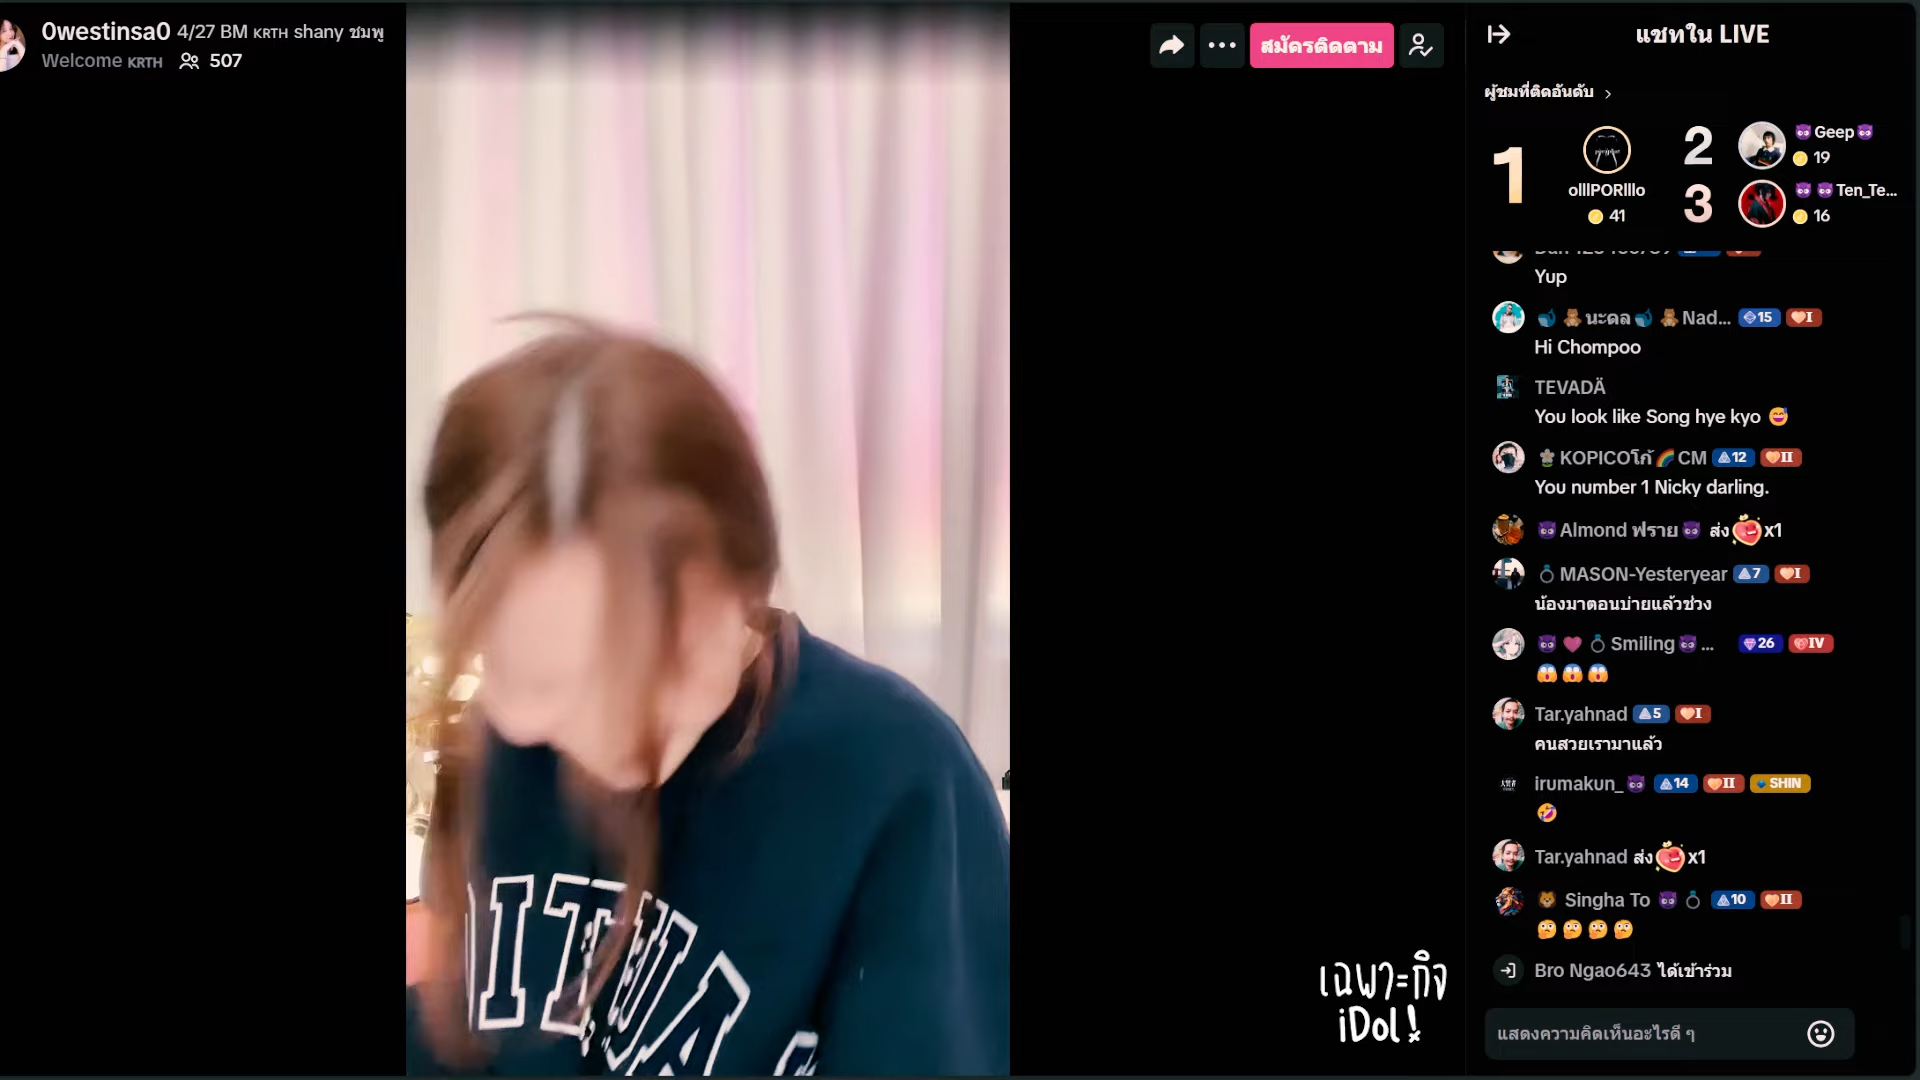 0westinsa0 4/27 BM KRTH shany ชมพู
Welcome KRTH 507
สมัครติดตาม
แชทใน LIVE
ผู้ชมที่ติดอันดับ
1
olllPORlllo
41
2
Geep
19
3
Ten_Te...
16
Yup
นะดล Nad... 15 I
Hi Chompoo
TEVADÄ
You look like Song hye kyo
KOPICOโก้ CM 12 II
You number 1 Nicky darling.
Almond ฟราย ส่ง x1
MASON-Yesteryear 7 I
น้องมาตอนบ่ายแล้วช่วง
Smiling ... 26 IV
Tar.yahnad 5 I
คนสวยเรามาแล้ว
irumakun_ 14 II SHIN
Tar.yahnad ส่ง x1
Singha To 10 II
Bro Ngao643 ได้เข้าร่วม
แสดงความคิดเห็นอะไรดี ๆ
เฉพาะกิจ
iDol!